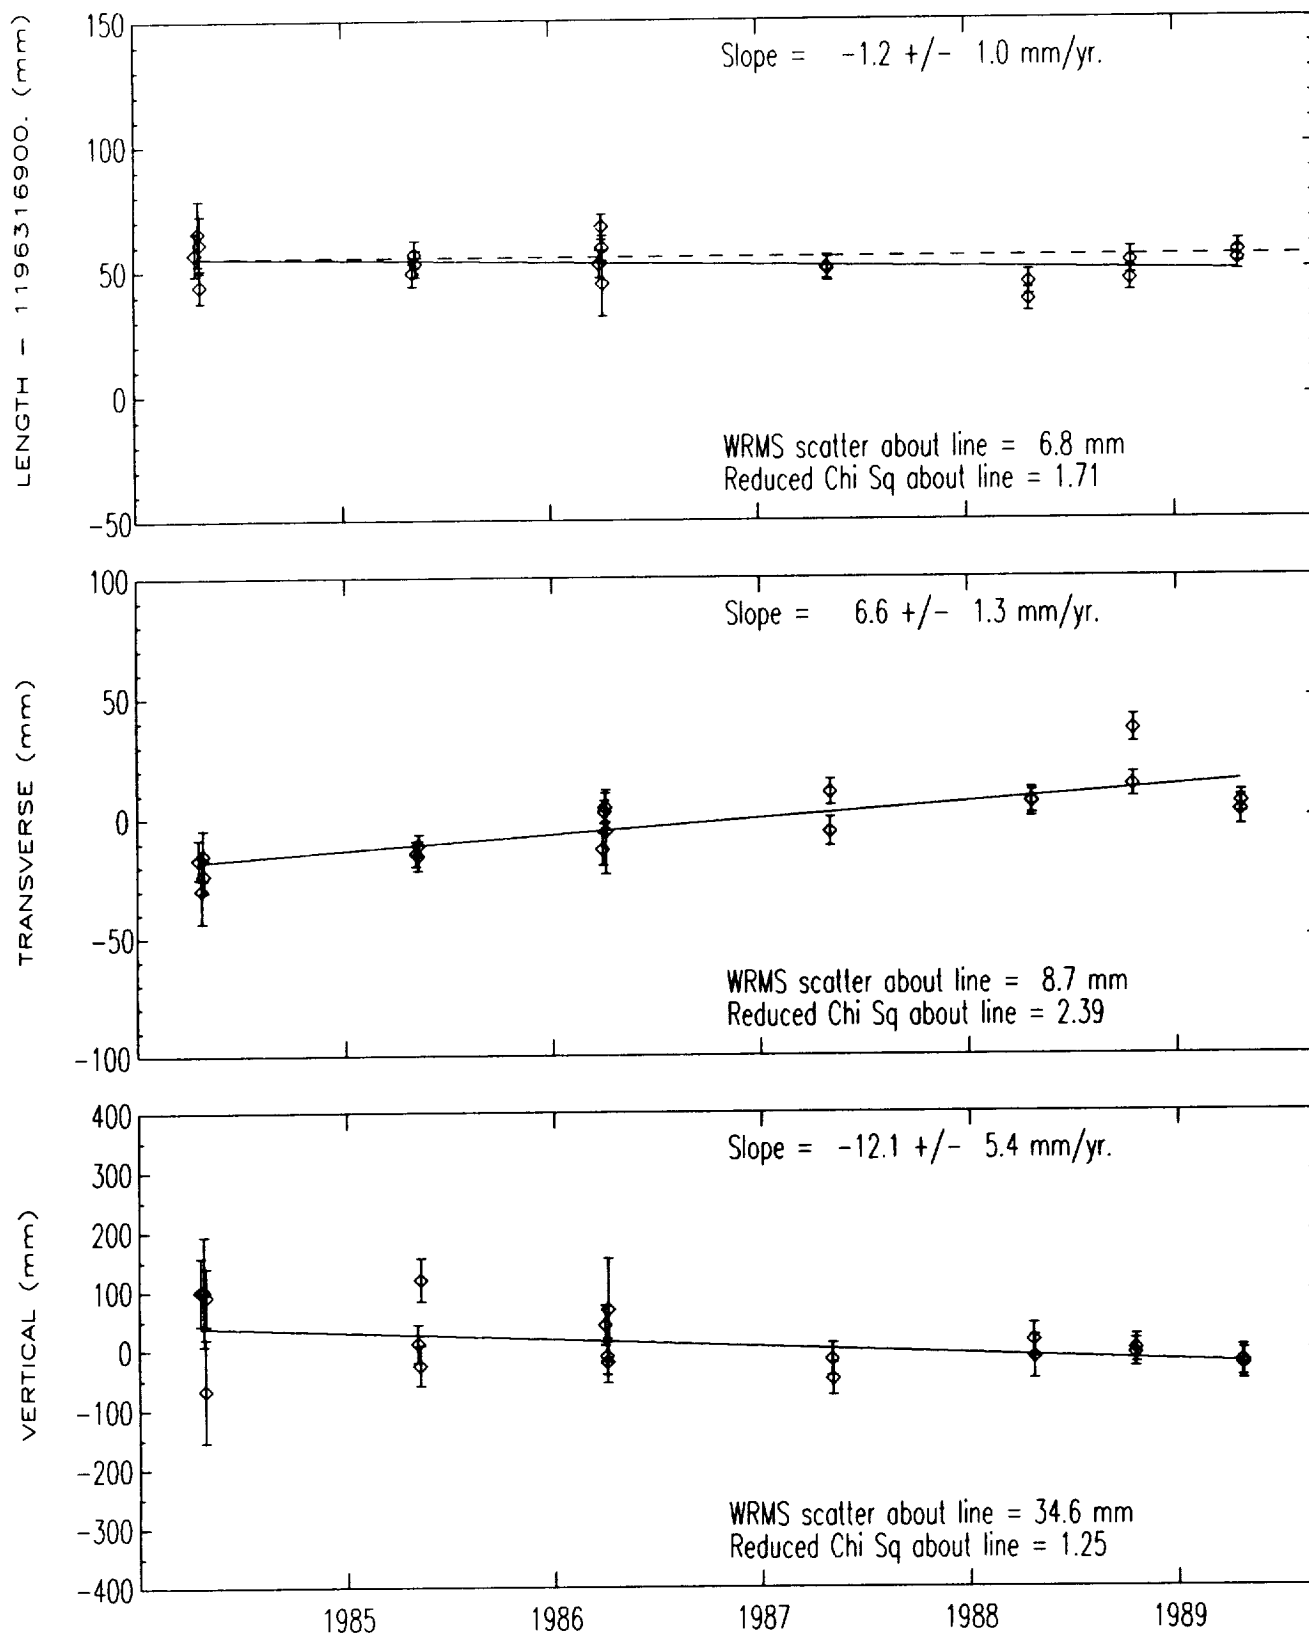 LENGTH - 1196316900. (mm)
150
100
50
0
-50
Slope = -1.2 +/- 1.0 mm/yr.
WRMS scatter about line = 6.8 mm
Reduced Chi Sq about line = 1.71
TRANSVERSE (mm)
100
50
0
-50
-100
Slope = 6.6 +/- 1.3 mm/yr.
WRMS scatter about line = 8.7 mm
Reduced Chi Sq about line = 2.39
VERTICAL (mm)
400
300
200
100
0
-100
-200
-300
-400
Slope = -12.1 +/- 5.4 mm/yr.
WRMS scatter about line = 34.6 mm
Reduced Chi Sq about line = 1.25
1985 1986 1987 1988 1989